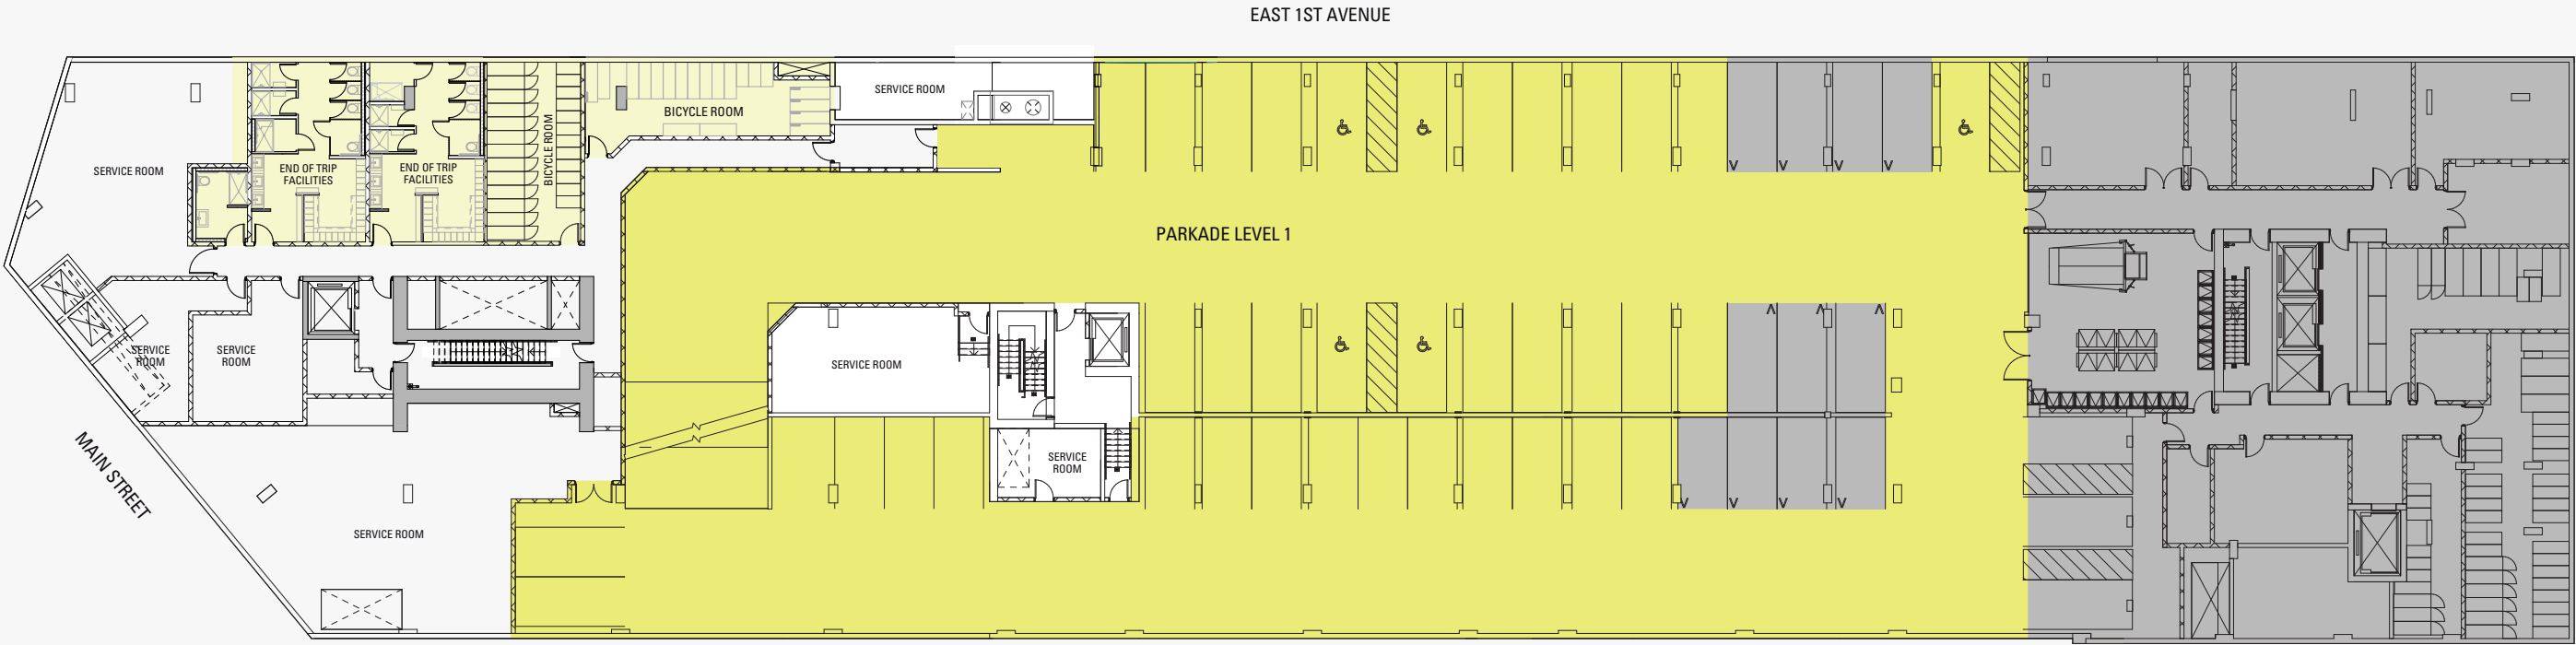 EAST 1ST AVENUE
SERVICE ROOM
BICYCLE ROOM
BICYCLE ROOM
SERVICE ROOM
END OF TRIP
FACILITIES
END OF TRIP
FACILITIES
PARKADE LEVEL 1
SERVICE
ROOM
SERVICE
ROOM
SERVICE ROOM
MAIN STREET
SERVICE
ROOM
SERVICE ROOM